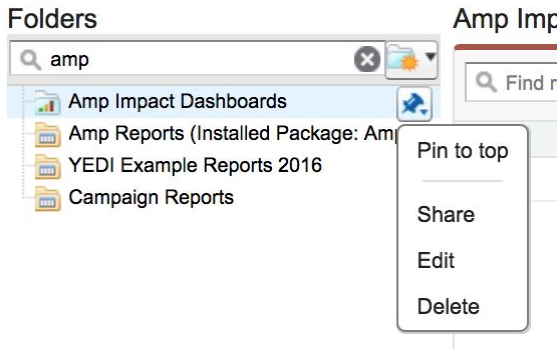 Folders
Amp Imp
amp
Find r
Amp Impact Dashboards
Amp Reports (Installed Package: Amp
YEDI Example Reports 2016
Campaign Reports
Pin to top
Share
Edit
Delete